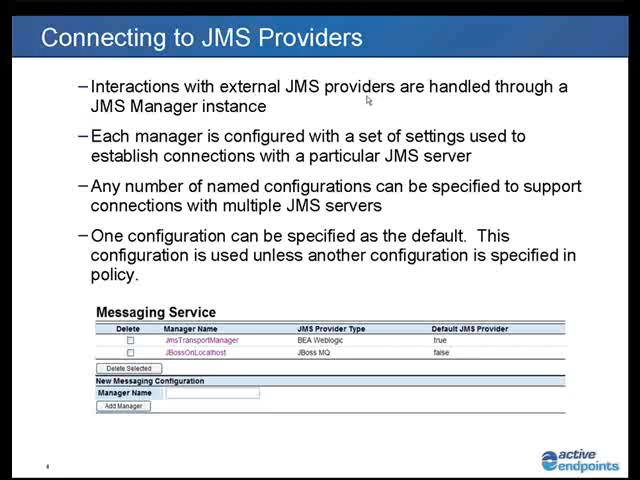 Connecting to JMS Providers
–Interactions with external JMS providers are handled through a
JMS Manager instance
–Each manager is configured with a set of settings used to
establish connections with a particular JMS server
–Any number of named configurations can be specified to support
connections with multiple JMS servers
–One configuration can be specified as the default. This
configuration is used unless another configuration is specified in
policy.
Messaging Service
Delete Manager Name JMS Provider Type Default JMS Provider
JmsTransportManager BEA Weblogic true
JBossOnLocalhost JBoss MQ false
Delete Selected
New Messaging Configuration
Manager Name
Add Manager
4
active
endpoints